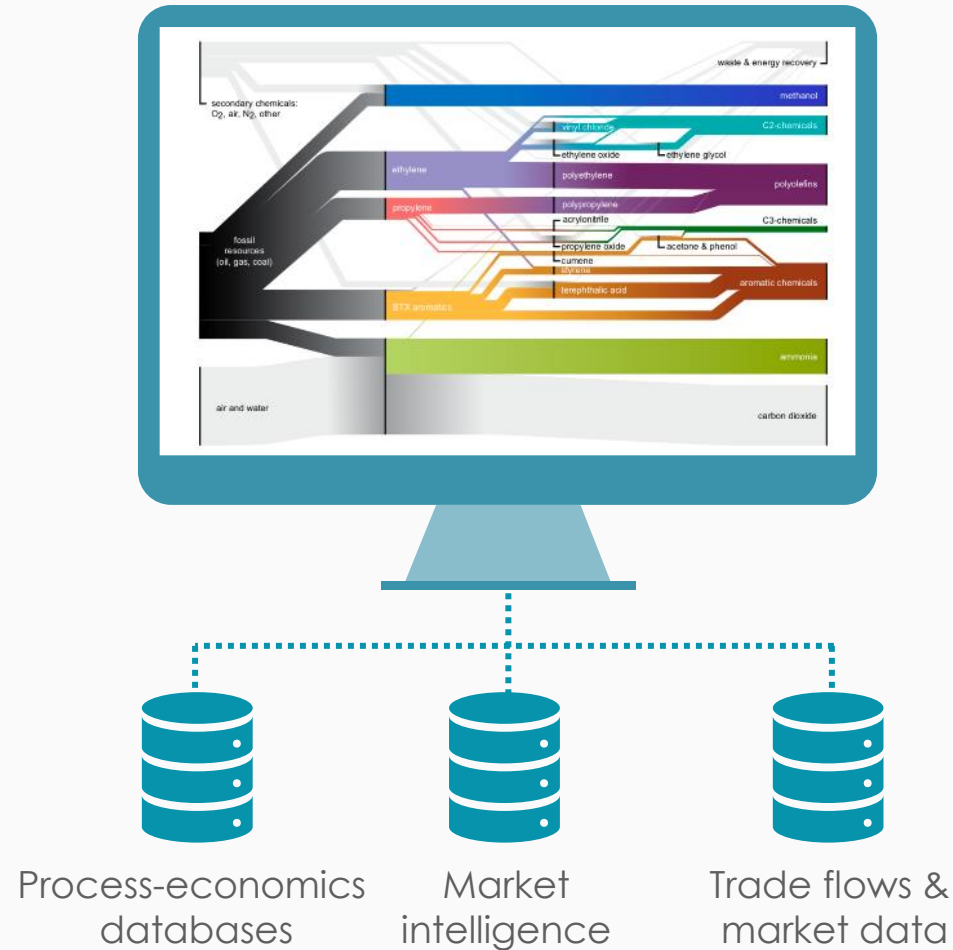 waste & energy recovery
secondary chemicals:
O2, air, N2, other
methanol
vinyl chloride
C2-chemicals
ethylene oxide
ethylene glycol
ethylene
polyethylene
polyolefins
propylene
polypropylene
acrylonitrile
C3-chemicals
fossil
resources
(oil, gas, coal)
propylene oxide
acetone & phenol
cumene
styrene
terephthalic acid
aromatic chemicals
BTX aromatics
ammonia
air and water
carbon dioxide
Process-economics
databases
Market
intelligence
Trade flows &
market data